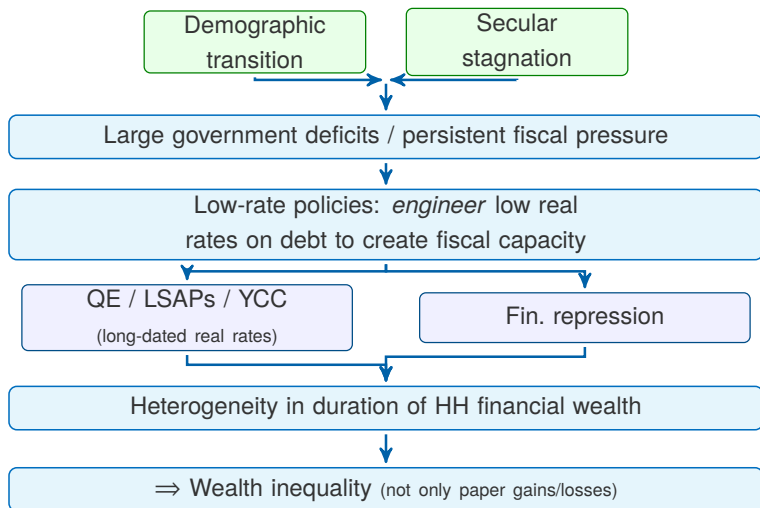 Demographic
transition
Secular
stagnation
Large government deficits / persistent fiscal pressure
Low-rate policies: engineer low real
rates on debt to create fiscal capacity
QE / LSAPs / YCC
(long-dated real rates)
Fin. repression
Heterogeneity in duration of HH financial wealth
⇒ Wealth inequality (not only paper gains/losses)